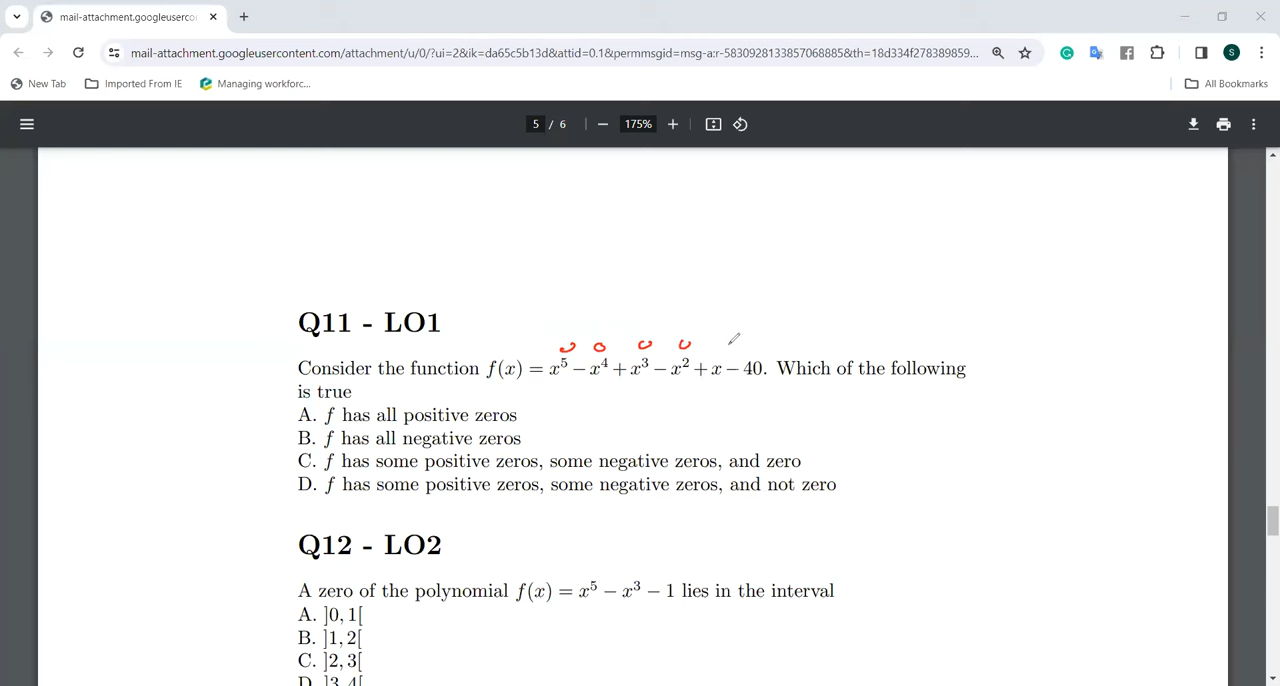 mail-attachment.googleusercor
mail-attachment.googleusercontent.com/attachment/u/0/?ui=2&ik=da65c5b13d&attid=0.1&permmsgid=msg-a:r-5830928133857068885&th=18d334f278389859...
S
New Tab
Imported From IE
Managing workforc...
All Bookmarks
5 / 6
175%
Q11 - LO1
Consider the function f(x) = x⁵ − x⁴ + x³ − x² + x − 40. Which of the following
is true
A. f has all positive zeros
B. f has all negative zeros
C. f has some positive zeros, some negative zeros, and zero
D. f has some positive zeros, some negative zeros, and not zero
Q12 - LO2
A zero of the polynomial f(x) = x⁵ − x³ − 1 lies in the interval
A. ]0, 1[
B. ]1, 2[
C. ]2, 3[
D. ]3, 4[